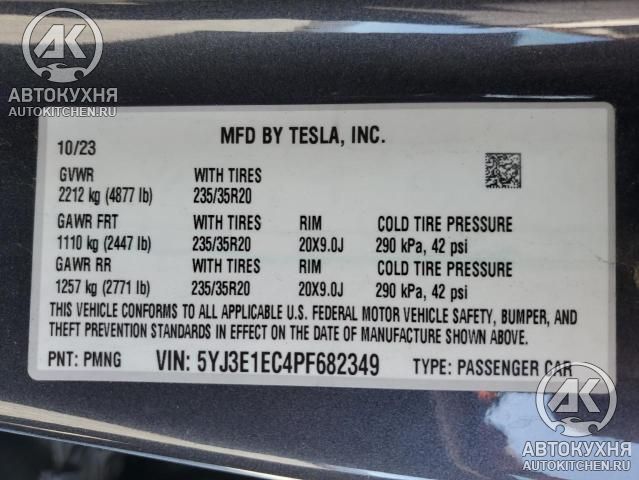 AK
АВТОКУХНЯ
AUTOKITCHEN.RU
10/23 MFD BY TESLA, INC.
GVWR WITH TIRES
2212 kg (4877 lb) 235/35R20
GAWR FRT WITH TIRES RIM COLD TIRE PRESSURE
1110 kg (2447 lb) 235/35R20 20X9.0J 290 kPa, 42 psi
GAWR RR WITH TIRES RIM COLD TIRE PRESSURE
1257 kg (2771 lb) 235/35R20 20X9.0J 290 kPa, 42 psi
THIS VEHICLE CONFORMS TO ALL APPLICABLE U.S. FEDERAL MOTOR VEHICLE SAFETY, BUMPER, AND
THEFT PREVENTION STANDARDS IN EFFECT ON THE DATE OF MANUFACTURE SHOWN ABOVE.
PNT: PMNG VIN: 5YJ3E1EC4PF682349 TYPE: PASSENGER CAR
AK
АВТОКУХНЯ
AUTOKITCHEN.RU